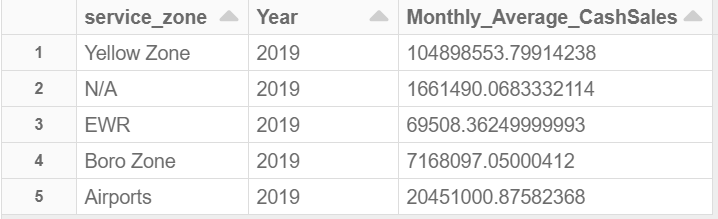 service_zone Year Monthly_Average_CashSales
1 Yellow Zone 2019 104898553.79914238
2 N/A 2019 1661490.0683332114
3 EWR 2019 69508.36249999993
4 Boro Zone 2019 7168097.05000412
5 Airports 2019 20451000.87582368